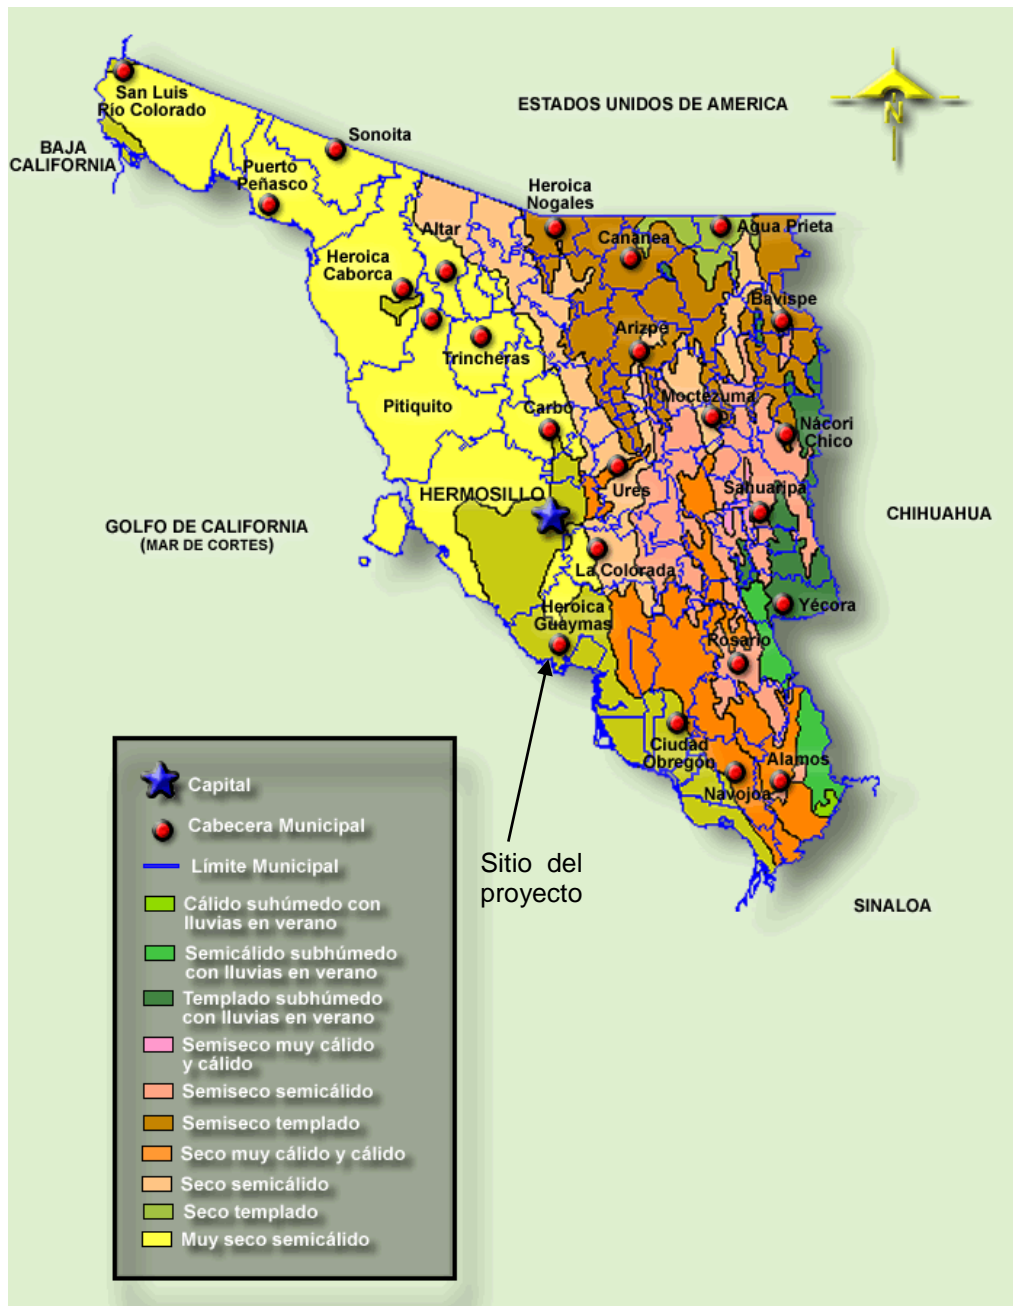 ESTADOS UNIDOS DE AMERICA
N
San Luis
Río Colorado
Sonoita
BAJA
CALIFORNIA
Puerto
Peñasco
Heroica
Nogales
Agua Prieta
Cananea
Altar
Heroica
Caborca
Bavispe
Arizpe
Trincheras
Pitiquito
Carbó
Moctezuma
Nácori
Chico
HERMOSILLO
Ures
Sahuaripa
GOLFO DE CALIFORNIA
(MAR DE CORTES)
CHIHUAHUA
La Colorada
Heroica
Guaymas
Yécora
Rosario
Ciudad
Obregón
Alamos
Navojoa
Sitio del
proyecto
SINALOA
Capital
Cabecera Municipal
Límite Municipal
Cálido suhúmedo con
lluvias en verano
Semicálido subhúmedo
con lluvias en verano
Templado subhúmedo
con lluvias en verano
Semiseco muy cálido
y cálido
Semiseco semicálido
Semiseco templado
Seco muy cálido y cálido
Seco semicálido
Seco templado
Muy seco semicálido